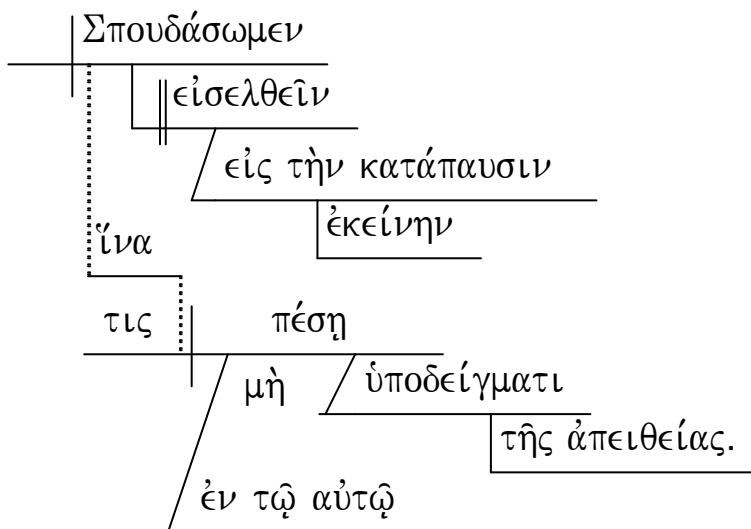 Σπουδάσωμεν
εἰσελθεῖν
εἰς τὴν κατάπαυσιν
ἐκείνην
ἵνα
τις πέσῃ
μὴ ὑποδείγματι
τῆς ἀπειθείας.
ἐν τῷ αὐτῷ